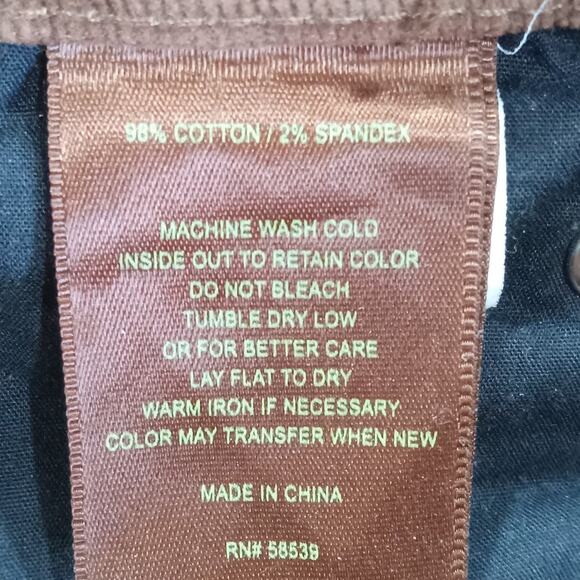 98% COTTON / 2% SPANDEX
MACHINE WASH COLD
INSIDE OUT TO RETAIN COLOR
DO NOT BLEACH
TUMBLE DRY LOW
OR FOR BETTER CARE
LAY FLAT TO DRY
WARM IRON IF NECESSARY
COLOR MAY TRANSFER WHEN NEW
MADE IN CHINA
RN# 58539